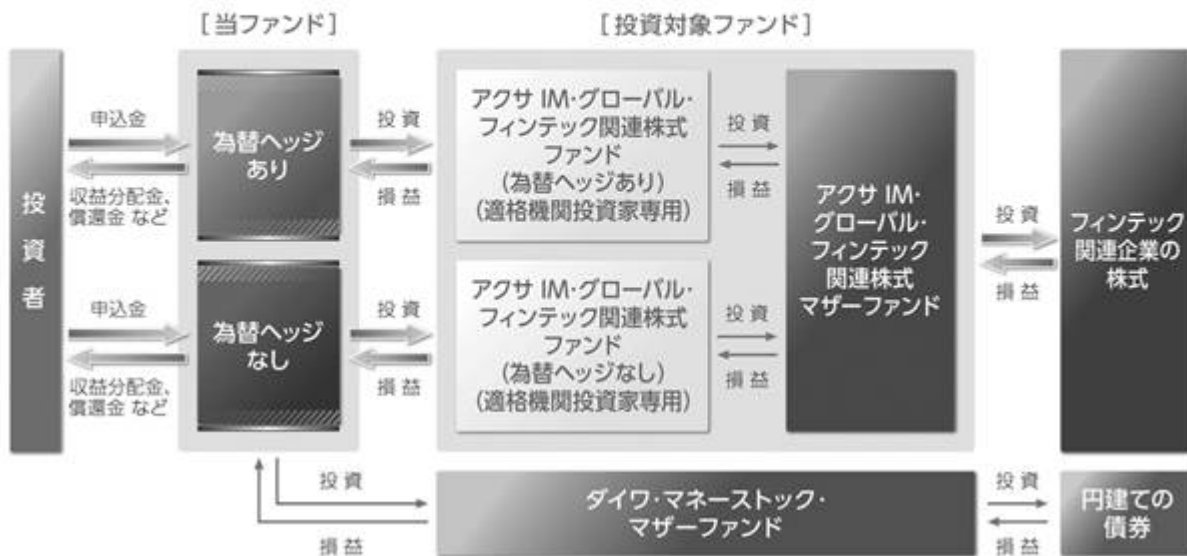 [当ファンド]
[投資対象ファンド]
投資者
申込金
収益分配金、
償還金 など
為替ヘッジ
あり
投資
損益
アクサ IM・グローバル・
フィンテック関連株式
ファンド
(為替ヘッジあり)
(適格機関投資家専用)
投資
損益
申込金
収益分配金、
償還金 など
為替ヘッジ
なし
投資
損益
アクサ IM・グローバル・
フィンテック関連株式
ファンド
(為替ヘッジなし)
(適格機関投資家専用)
投資
損益
アクサ IM・
グローバル・
フィンテック
関連株式
マザーファンド
投資
損益
フィンテック
関連企業の
株式
投資
損益
ダイワ・マネーストック・
マザーファンド
投資
損益
円建ての
債券